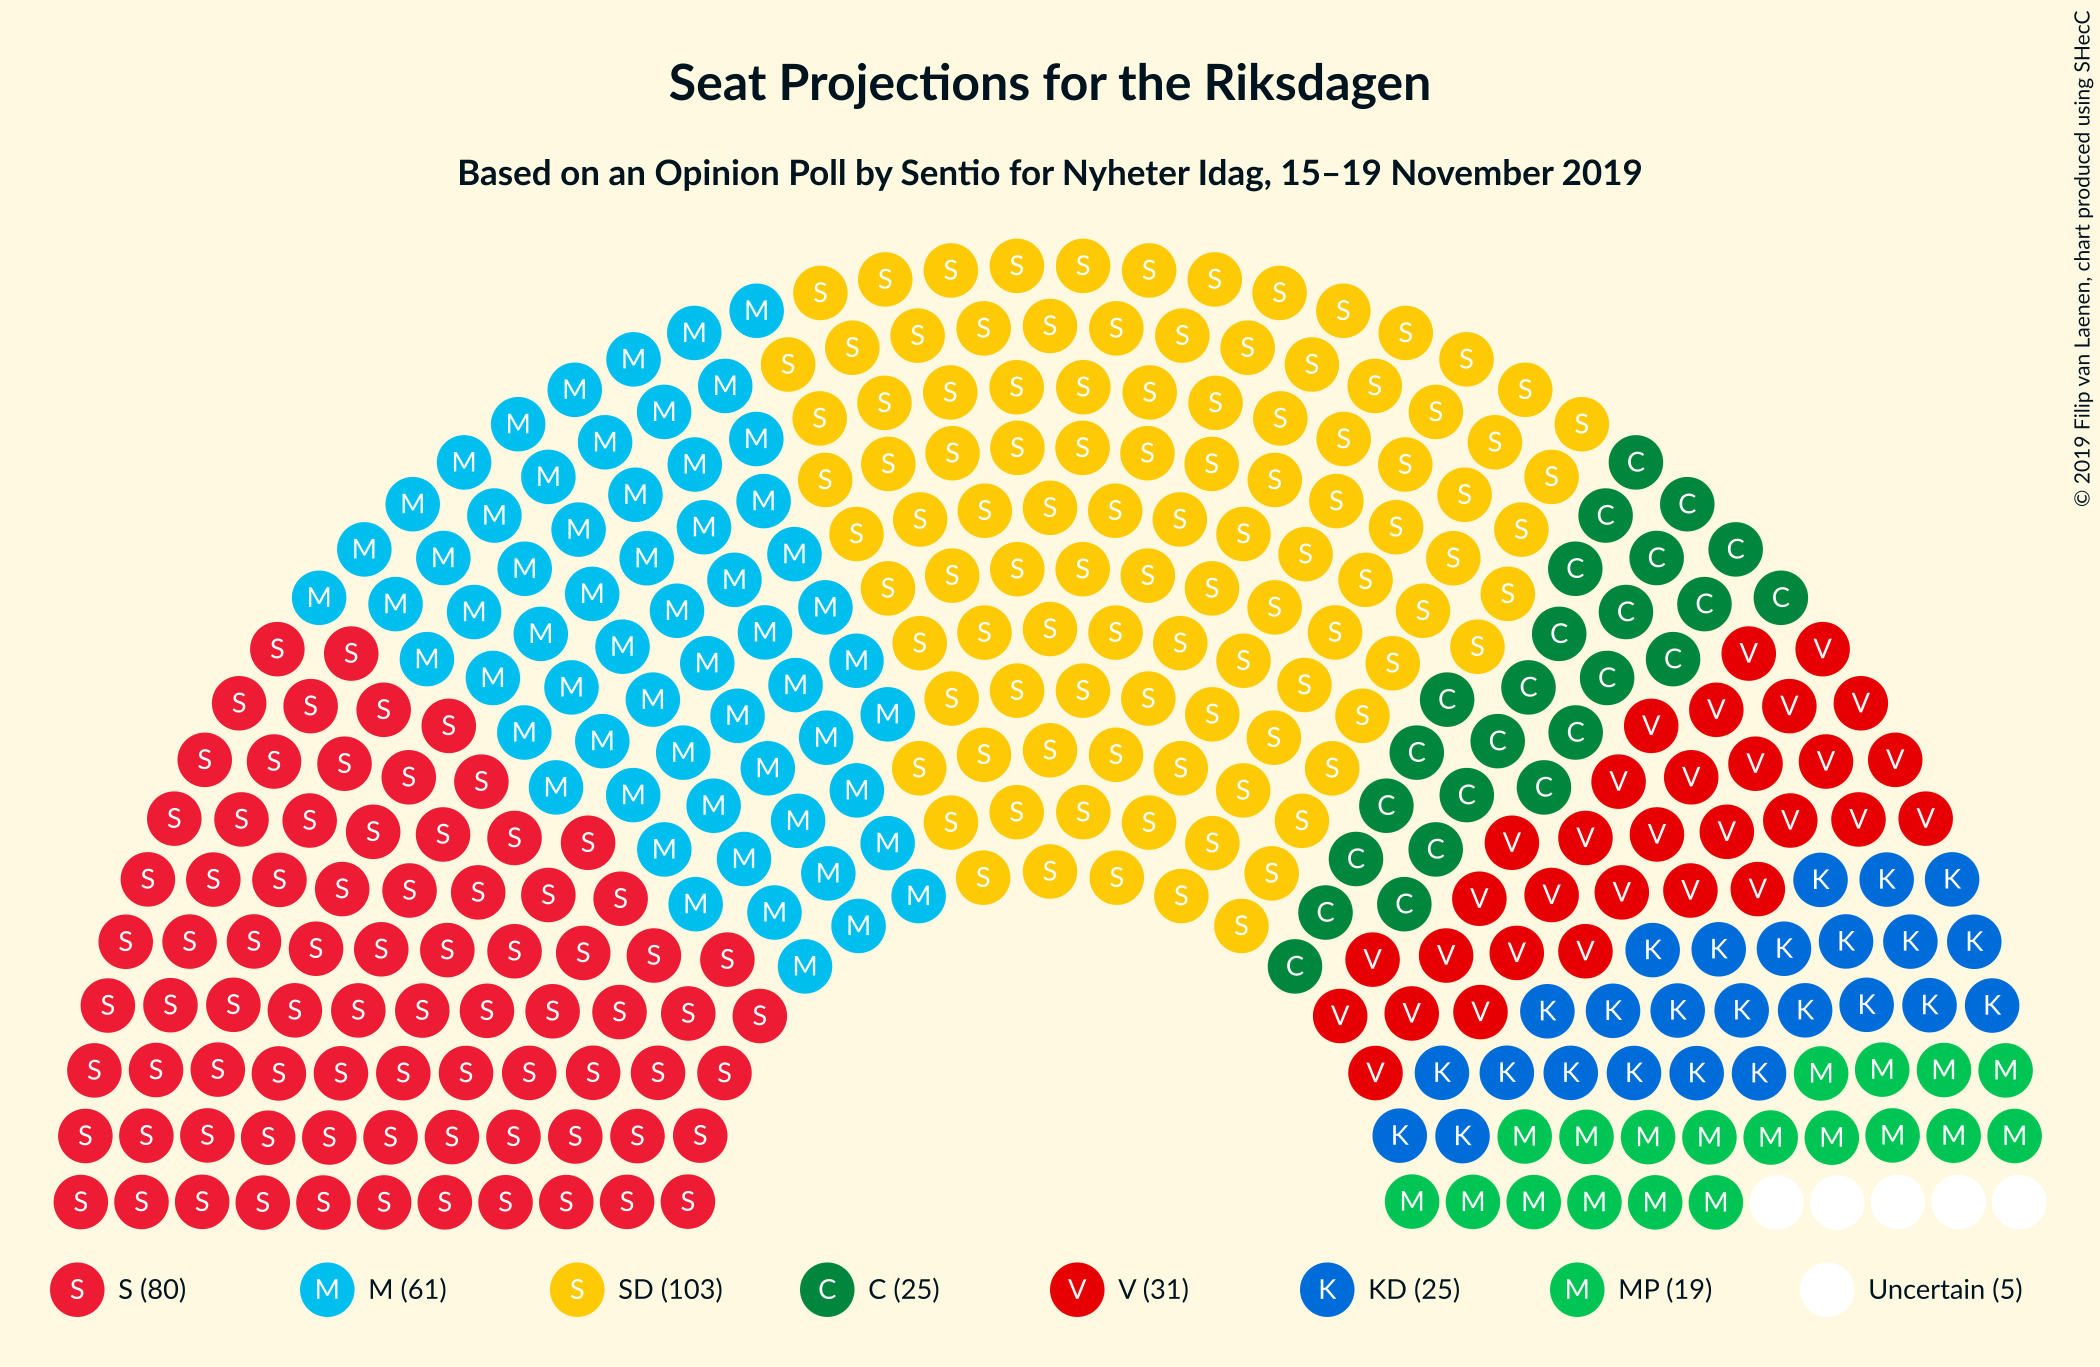 Seat Projections for the Riksdagen
Based on an Opinion Poll by Sentio for Nyheter Idag, 15–19 November 2019
© 2019 Filip van Laenen, chart produced using SHecC
S S (80) M M (61) S SD (103) C C (25) V V (31) K KD (25) M MP (19) Uncertain (5)